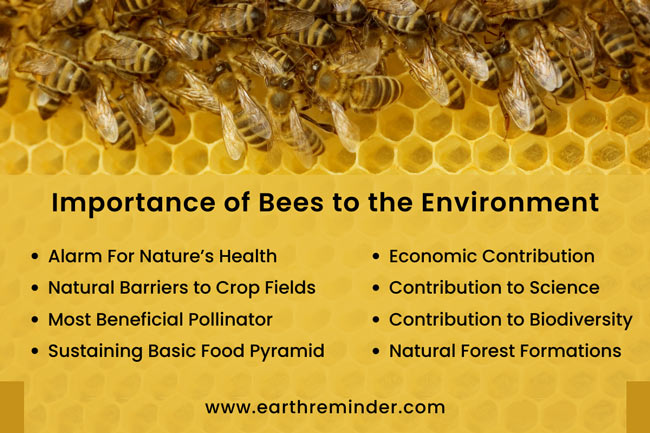 Importance of Bees to the Environment
• Alarm For Nature's Health
• Natural Barriers to Crop Fields
• Most Beneficial Pollinator
• Sustaining Basic Food Pyramid
• Economic Contribution
• Contribution to Science
• Contribution to Biodiversity
• Natural Forest Formations
www.earthreminder.com